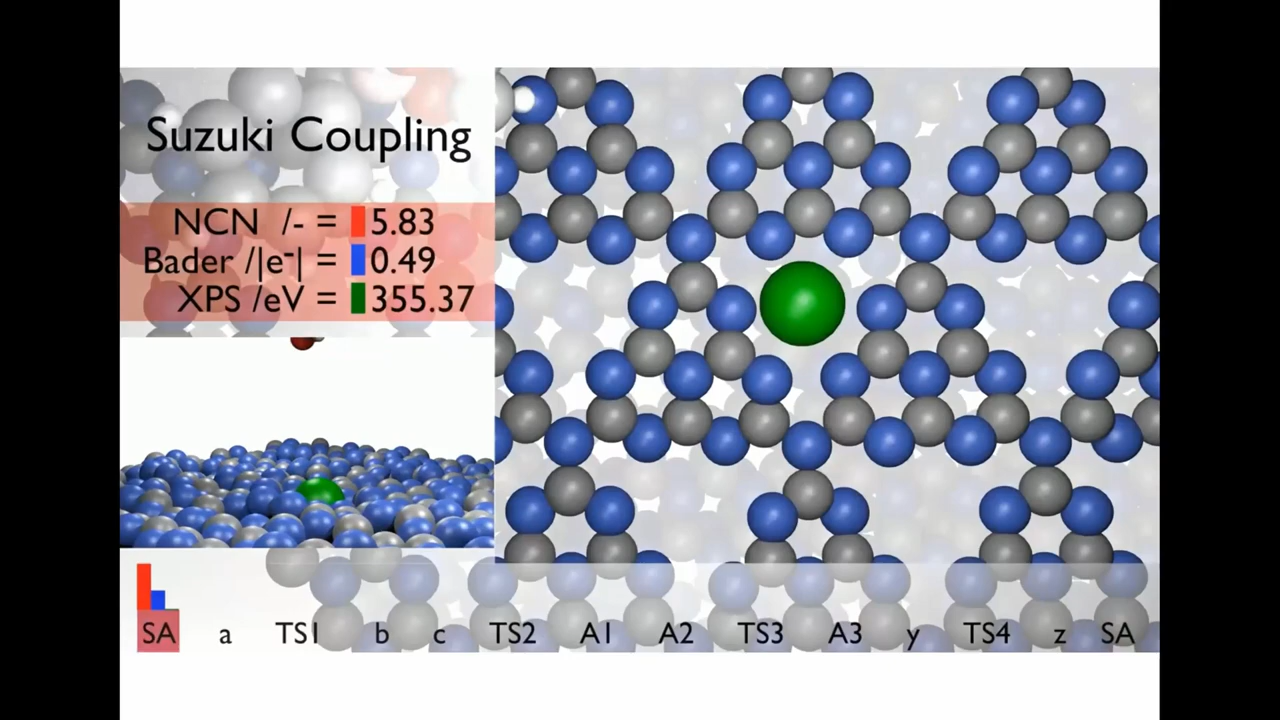 Suzuki Coupling
NCN /- = 5.83
Bader /|e⁻| = 0.49
XPS /eV = 355.37
SA a TS1 b c TS2 A1 A2 TS3 A3 y TS4 z SA